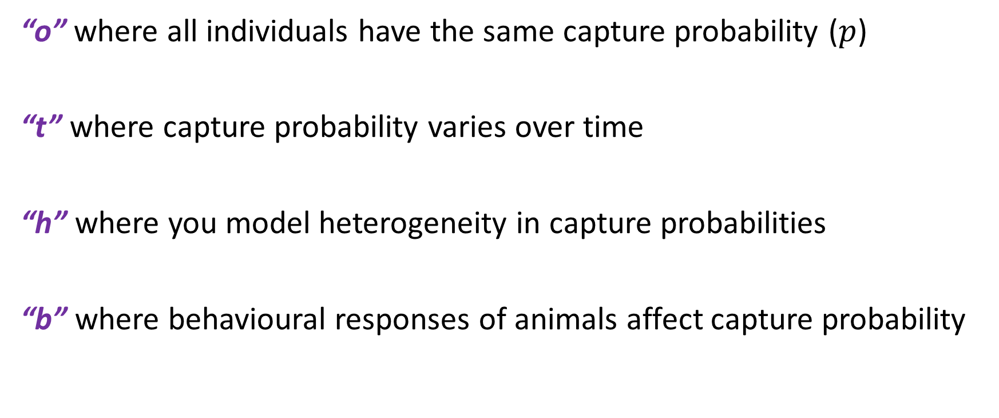 “o” where all individuals have the same capture probability (p)
“t” where capture probability varies over time
“h” where you model heterogeneity in capture probabilities
“b” where behavioural responses of animals affect capture probability